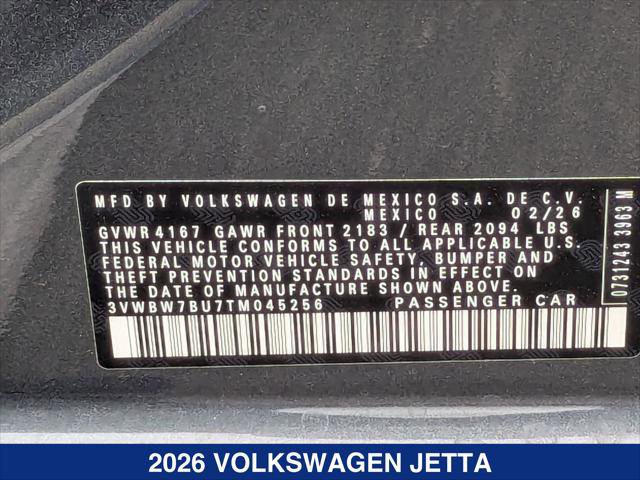 MFD BY VOLKSWAGEN DE MEXICO S.A. DE C.V.
MEXICO 02/26
GVWR 4167 GAWR FRONT 2183 / REAR 2094 LBS
THIS VEHICLE CONFORMS TO ALL APPLICABLE U.S.
FEDERAL MOTOR VEHICLE SAFETY, BUMPER AND
THEFT PREVENTION STANDARDS IN EFFECT ON
THE DATE OF MANUFACTURE SHOWN ABOVE.
3VWBW7BU7TM045256 PASSENGER CAR
0731243 3963 M
2026 VOLKSWAGEN JETTA